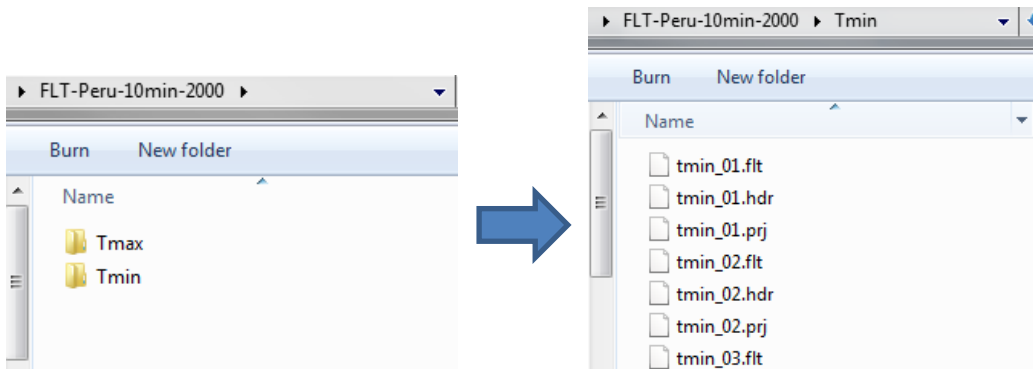 FLT-Peru-10min-2000
Burn New folder
Name
Tmax
Tmin
FLT-Peru-10min-2000 Tmin
Burn New folder
Name
tmin_01.flt
tmin_01.hdr
tmin_01.prj
tmin_02.flt
tmin_02.hdr
tmin_02.prj
tmin_03.flt